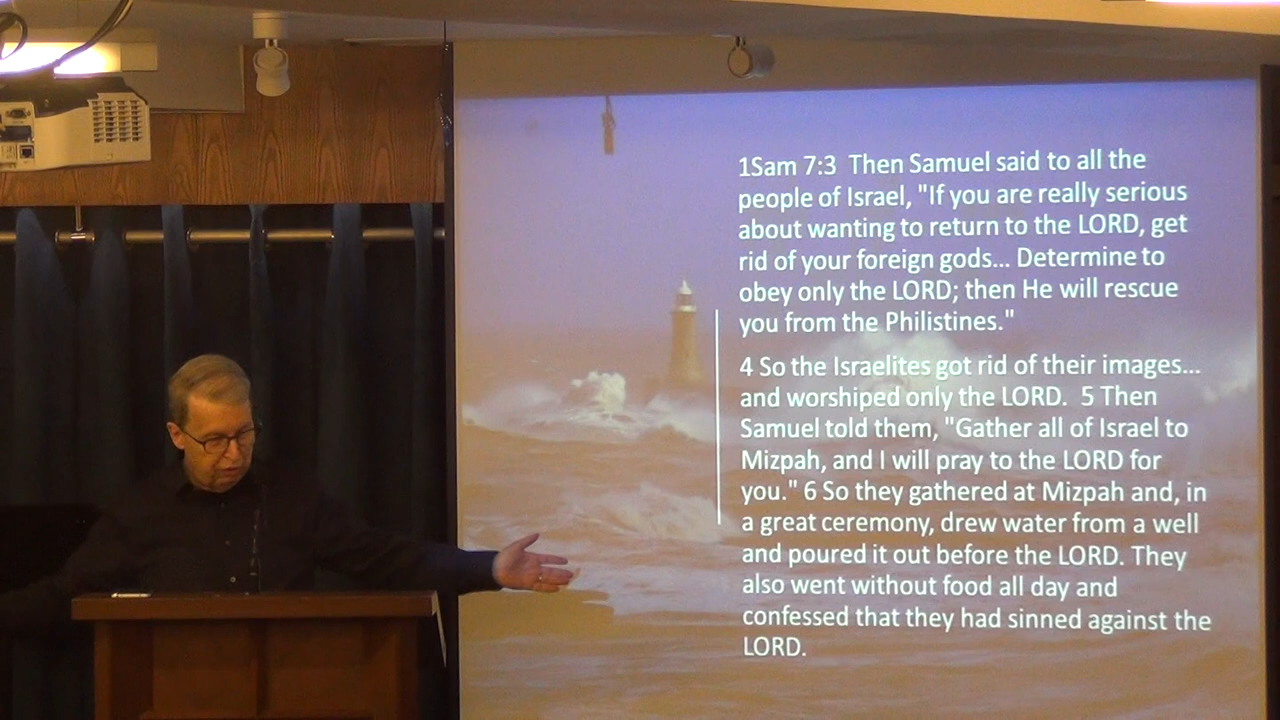 1Sam 7:3 Then Samuel said to all the
people of Israel, "If you are really serious
about wanting to return to the LORD, get
rid of your foreign gods... Determine to
obey only the LORD; then He will rescue
you from the Philistines."
4 So the Israelites got rid of their images...
and worshiped only the LORD. 5 Then
Samuel told them, "Gather all of Israel to
Mizpah, and I will pray to the LORD for
you." 6 So they gathered at Mizpah and, in
a great ceremony, drew water from a well
and poured it out before the LORD. They
also went without food all day and
confessed that they had sinned against the
LORD.